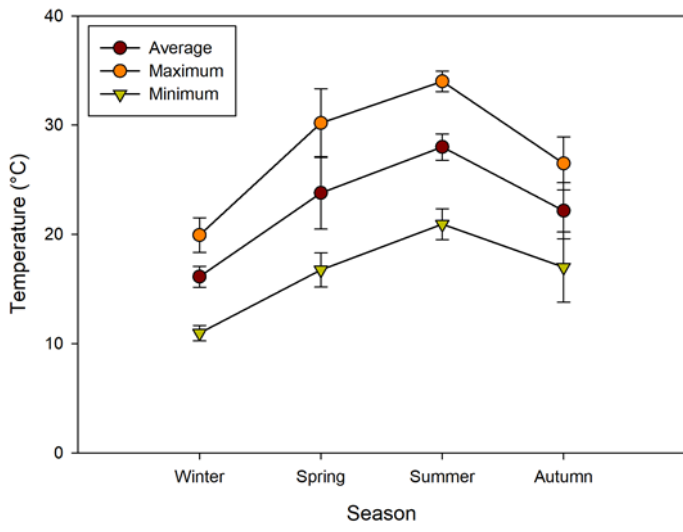 40
30
20
10
0
Temperature (°C)
Average
Maximum
Minimum
Winter
Spring
Summer
Autumn
Season